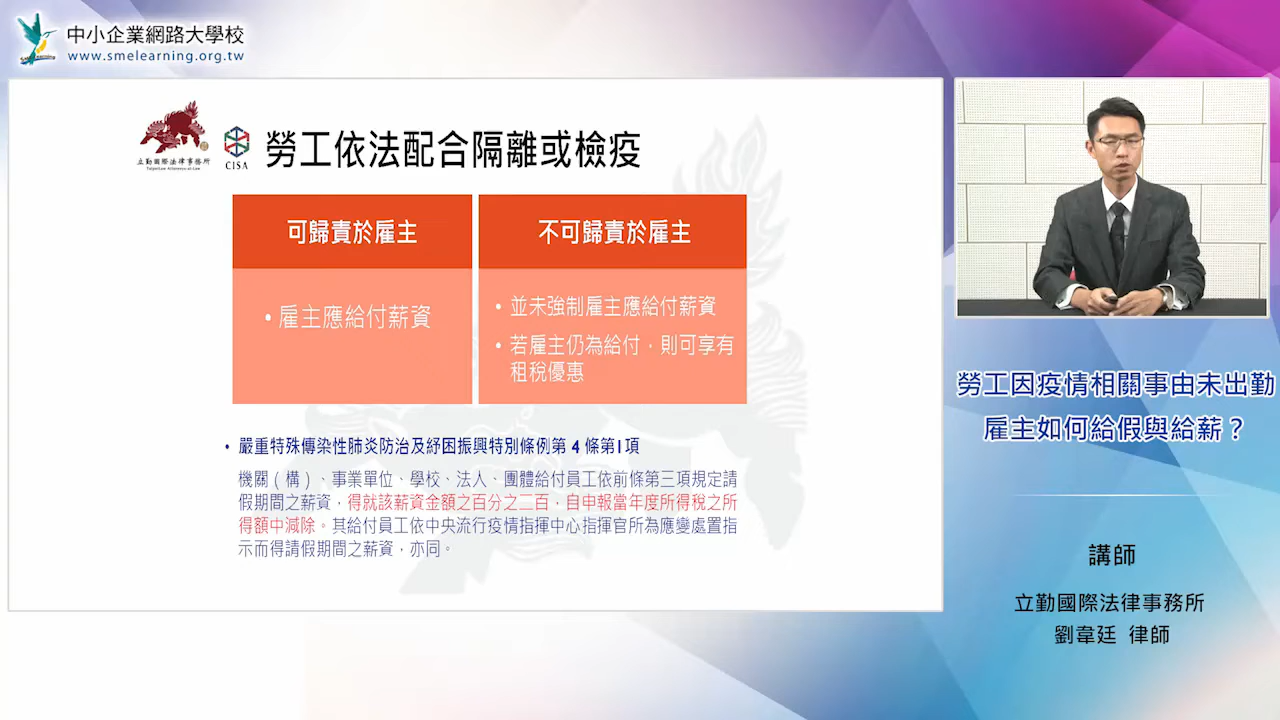 中小企業網路大學校
www.smelearning.org.tw
立勤國際法律事務所
CISA
勞工依法配合隔離或檢疫
可歸責於雇主
不可歸責於雇主
• 雇主應給付薪資
• 並未強制雇主應給付薪資
• 若雇主仍為給付，則可享有
租稅優惠
• 嚴重特殊傳染性肺炎防治及紓困振興特別條例第 4 條第1項
機關（構）、事業單位、學校、法人、團體給付員工依前條第三項規定請
假期間之薪資，得就該薪資金額之百分之二百，自申報當年度所得稅之所
得額中減除。其給付員工依中央流行疫情指揮中心指揮官所為應變處置指
示而得請假期間之薪資，亦同。
勞工因疫情相關事由未出勤
雇主如何給假與給薪？
講師
立勤國際法律事務所
劉韋廷 律師